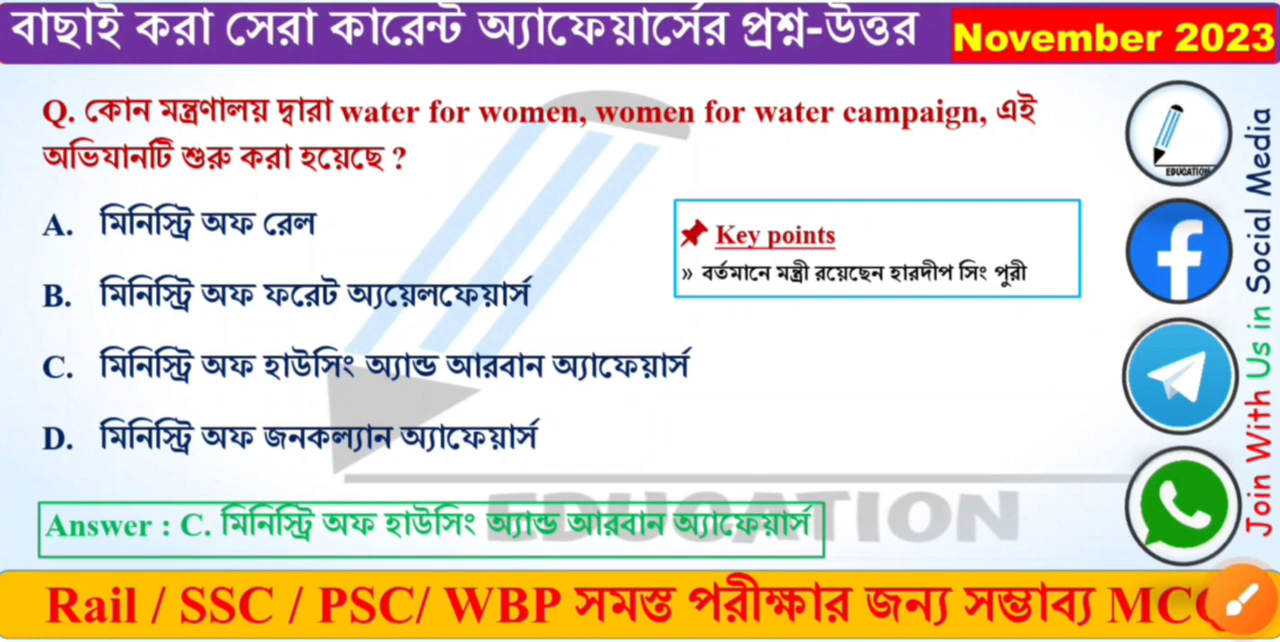 বাছাই করা সেরা কারেন্ট অ্যাফেয়ার্সের প্রশ্ন-উত্তর
November 2023
Q. কোন মন্ত্রণালয় দ্বারা water for women, women for water campaign, এই
অভিযানটি শুরু করা হয়েছে ?
A. মিনিস্ট্রি অফ রেল
B. মিনিস্ট্রি অফ ফরেট অ্যয়েলফেয়ার্স
C. মিনিস্ট্রি অফ হাউসিং অ্যান্ড আরবান অ্যাফেয়ার্স
D. মিনিস্ট্রি অফ জনকল্যান অ্যাফেয়ার্স
Key points
» বর্তমানে মন্ত্রী রয়েছেন হারদীপ সিং পুরী
Answer : C. মিনিস্ট্রি অফ হাউসিং অ্যান্ড আরবান অ্যাফেয়ার্স
EDUCATION
EDUCATION
Join With Us in Social Media
Rail / SSC / PSC/ WBP সমস্ত পরীক্ষার জন্য সম্ভাব্য MCQ